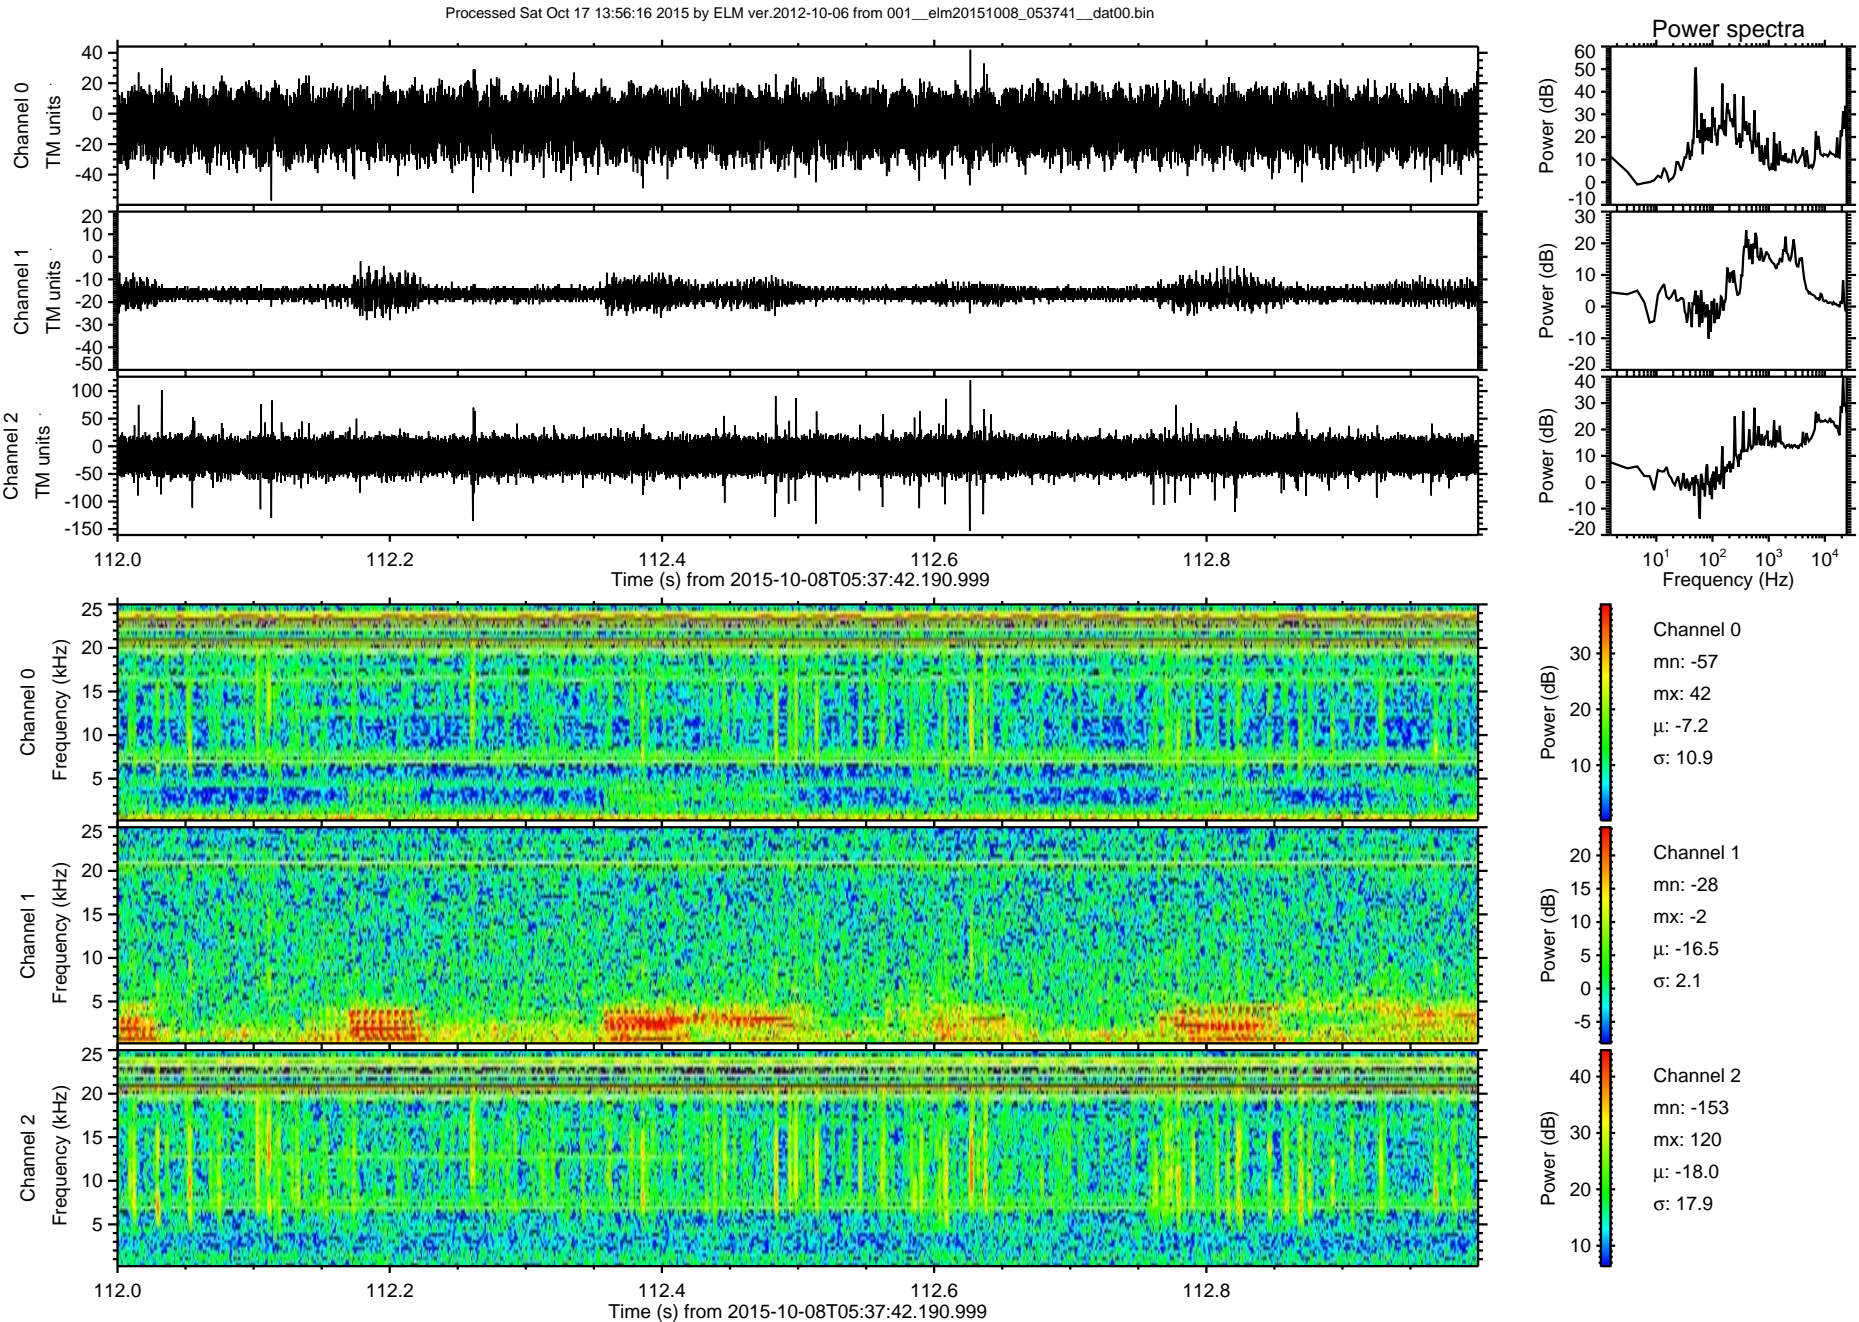 Processed Sat Oct 17 13:56:16 2015 by ELM ver.2012-10-06 from 001__elm20151008_053741__dat00.bin
Power spectra
Channel 0
TM units
40
20
0
-20
-40
Power (dB)
60
50
40
30
20
10
0
-10
Channel 1
TM units
20
10
0
-10
-20
-30
-40
-50
Power (dB)
30
20
10
0
-10
-20
Channel 2
TM units
100
50
0
-50
-100
-150
Power (dB)
40
30
20
10
0
-10
-20
112.0 112.2 112.4 112.6 112.8
Time (s) from 2015-10-08T05:37:42.190.999
10¹ 10² 10³ 10⁴
Frequency (Hz)
Channel 0
Frequency (kHz)
25
20
15
10
5
Power (dB)
30
20
10
Channel 0
mn: -57
mx: 42
μ: -7.2
σ: 10.9
Channel 1
Frequency (kHz)
25
20
15
10
5
Power (dB)
20
15
10
5
0
-5
Channel 1
mn: -28
mx: -2
μ: -16.5
σ: 2.1
Channel 2
Frequency (kHz)
25
20
15
10
5
Power (dB)
40
30
20
10
Channel 2
mn: -153
mx: 120
μ: -18.0
σ: 17.9
112.0 112.2 112.4 112.6 112.8
Time (s) from 2015-10-08T05:37:42.190.999